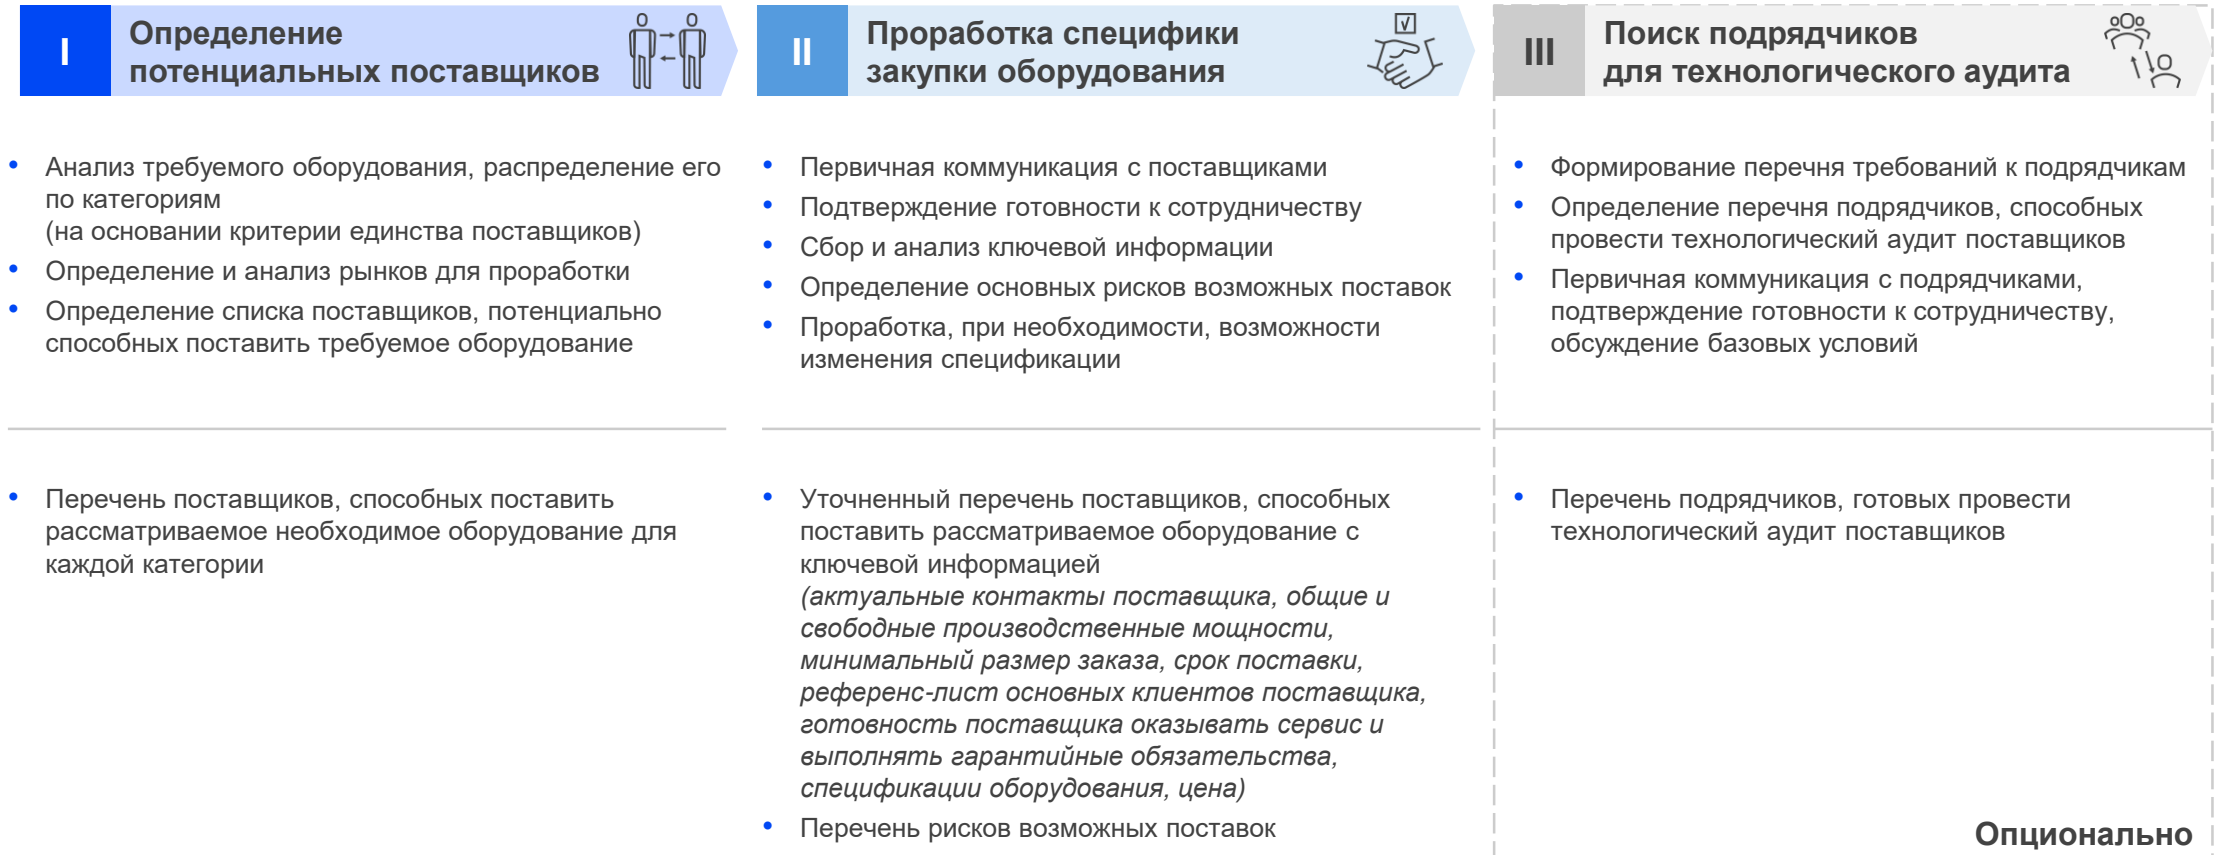 I
Определение
потенциальных поставщиков
II
Проработка специфики
закупки оборудования
III
Поиск подрядчиков
для технологического аудита
• Анализ требуемого оборудования, распределение его
по категориям
(на основании критерии единства поставщиков)
• Определение и анализ рынков для проработки
• Определение списка поставщиков, потенциально
способных поставить требуемое оборудование
• Первичная коммуникация с поставщиками
• Подтверждение готовности к сотрудничеству
• Сбор и анализ ключевой информации
• Определение основных рисков возможных поставок
• Проработка, при необходимости, возможности
изменения спецификации
• Формирование перечня требований к подрядчикам
• Определение перечня подрядчиков, способных
провести технологический аудит поставщиков
• Первичная коммуникация с подрядчиками,
подтверждение готовности к сотрудничеству,
обсуждение базовых условий
• Перечень поставщиков, способных поставить
рассматриваемое необходимое оборудование для
каждой категории
• Уточненный перечень поставщиков, способных
поставить рассматриваемое оборудование с
ключевой информацией
(актуальные контакты поставщика, общие и
свободные производственные мощности,
минимальный размер заказа, срок поставки,
референс-лист основных клиентов поставщика,
готовность поставщика оказывать сервис и
выполнять гарантийные обязательства,
спецификации оборудования, цена)
• Перечень рисков возможных поставок
• Перечень подрядчиков, готовых провести
технологический аудит поставщиков
Опционально